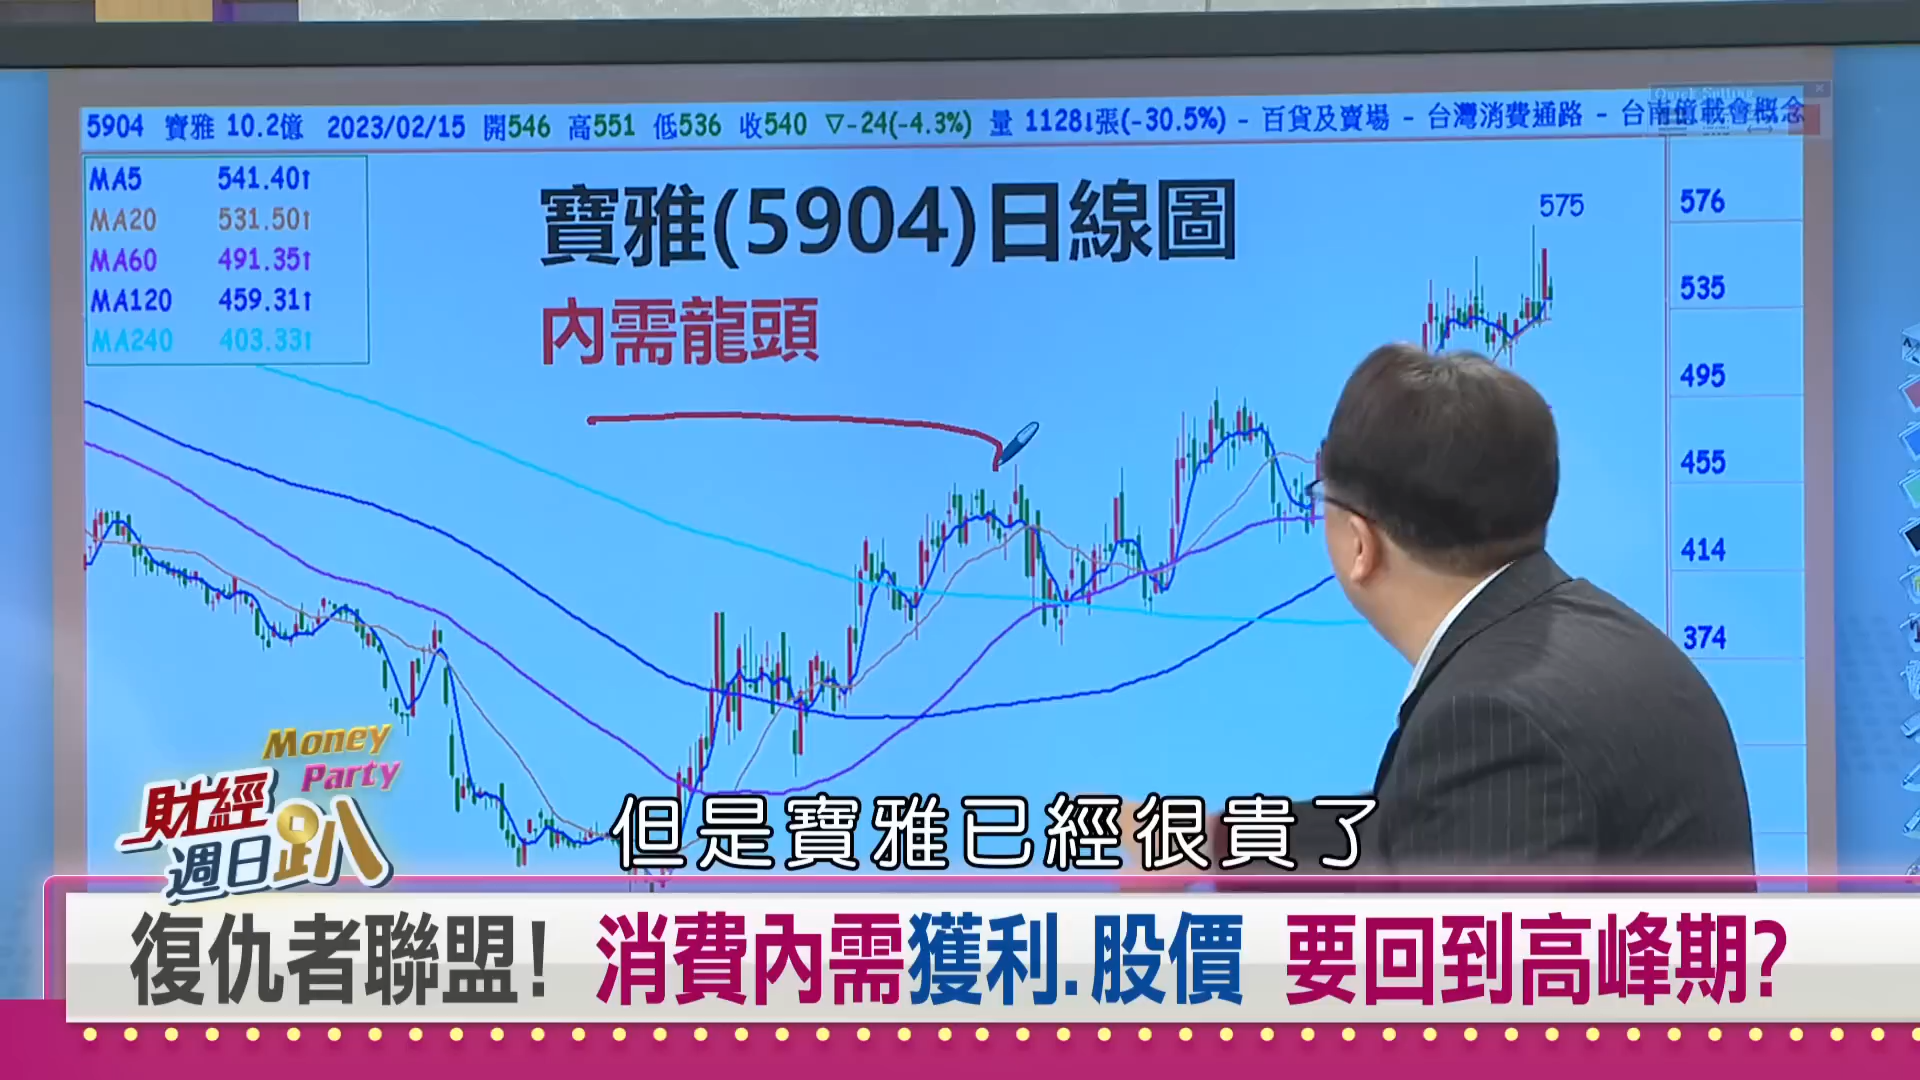 5904 寶雅 10.2億 2023/02/15 開546 高551 低536 收540 ▽-24(-4.3%) 量 1128↓張(-30.5%) - 百貨及賣場 - 台灣消費通路 - 台南億載會概念
MA5 541.40↑
MA20 531.50↑
MA60 491.35↑
MA120 459.31↑
MA240 403.33↑
寶雅(5904)日線圖
內需龍頭
575
576
535
495
455
414
374
Money
Party
財經
週日趴
但是寶雅已經很貴了
復仇者聯盟! 消費內需獲利.股價 要回到高峰期?